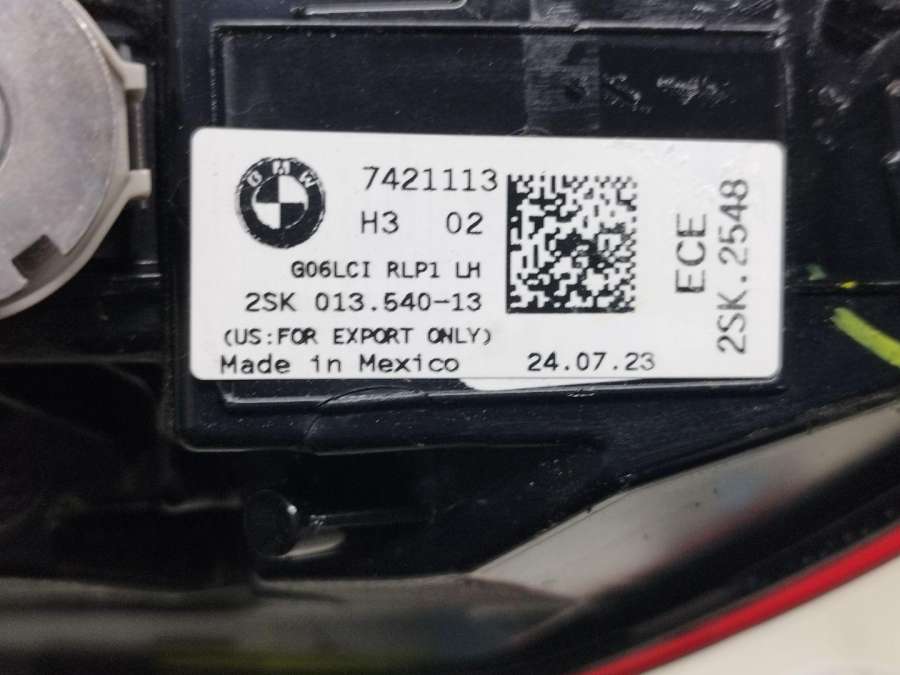 BMW
7421113
H3 02
G06LCI RLP1 LH
2SK 013.540-13
(US:FOR EXPORT ONLY)
Made in Mexico 24.07.23
ECE
2SK.2548